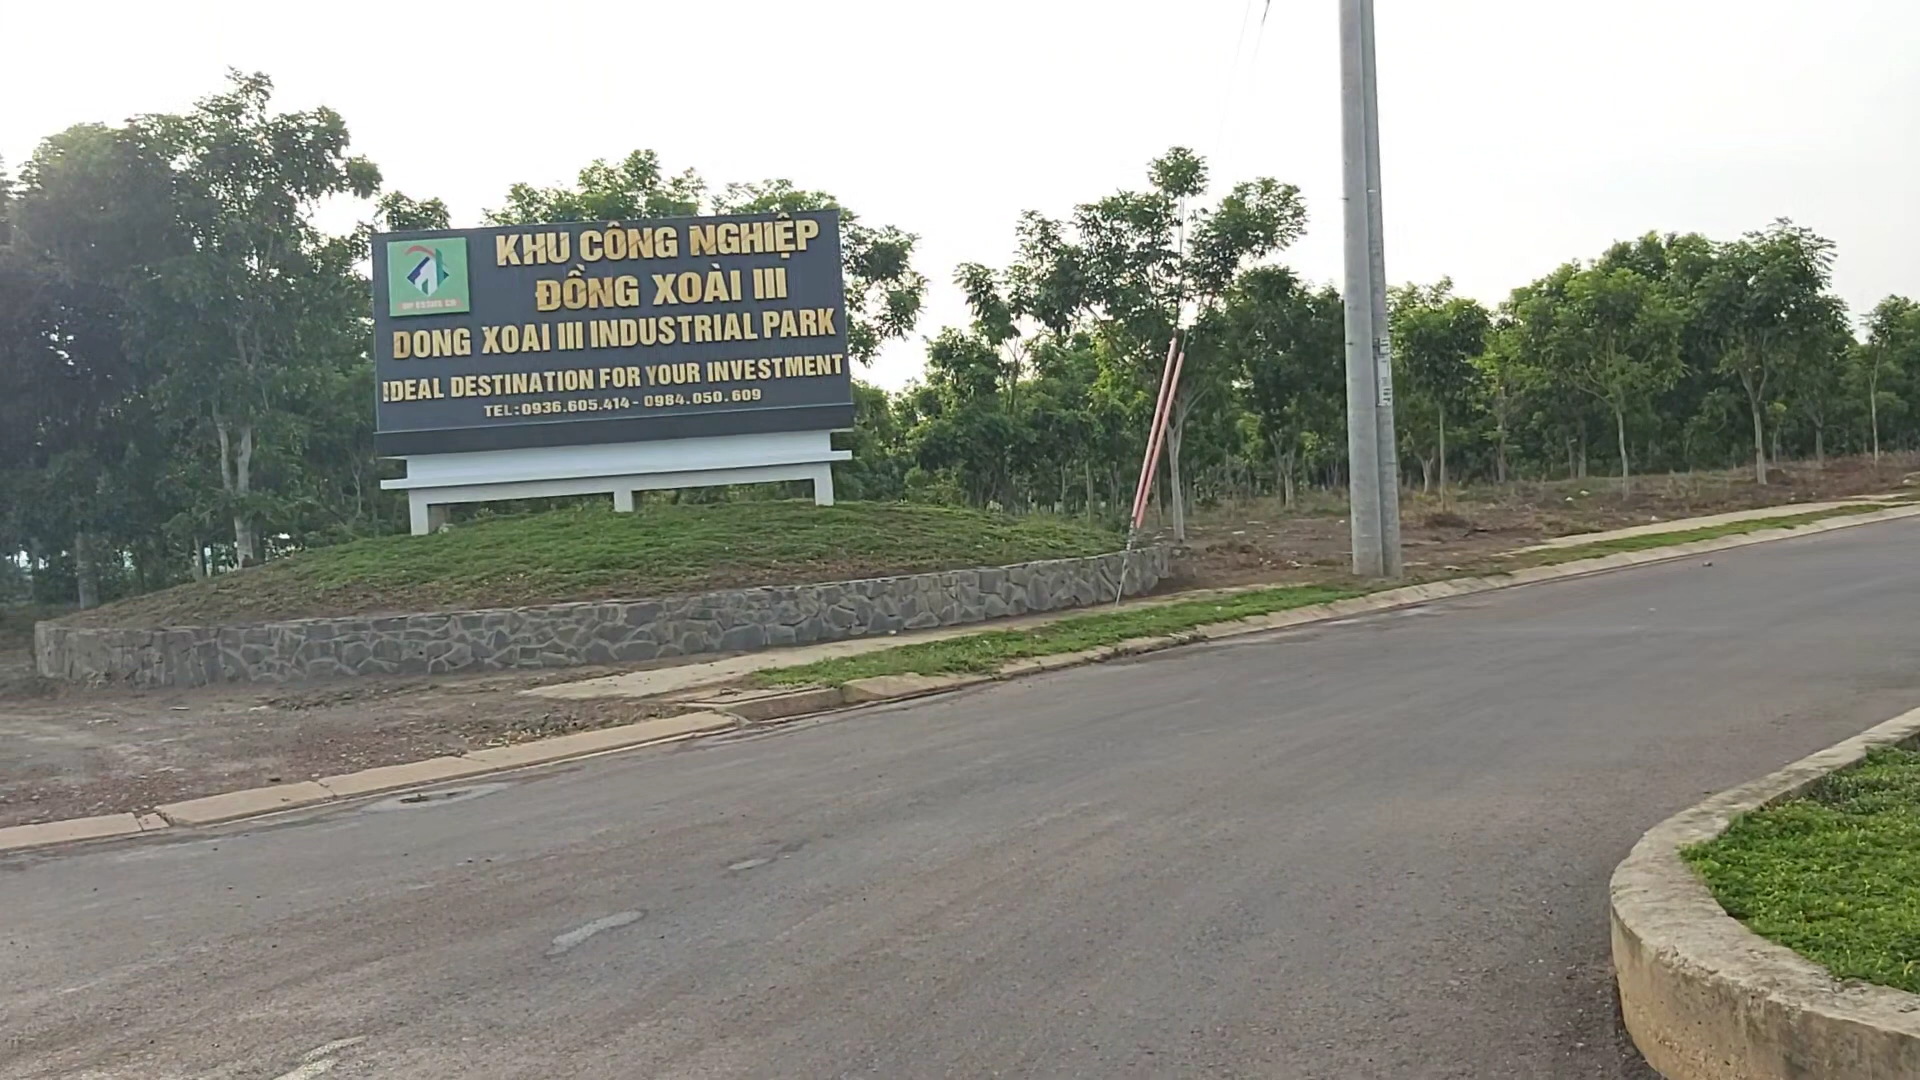 KHU CÔNG NGHIỆP
ĐỒNG XOÀI III
DONG XOAI III INDUSTRIAL PARK
IDEAL DESTINATION FOR YOUR INVESTMENT
TEL:0936.605.414- 0984.050.609